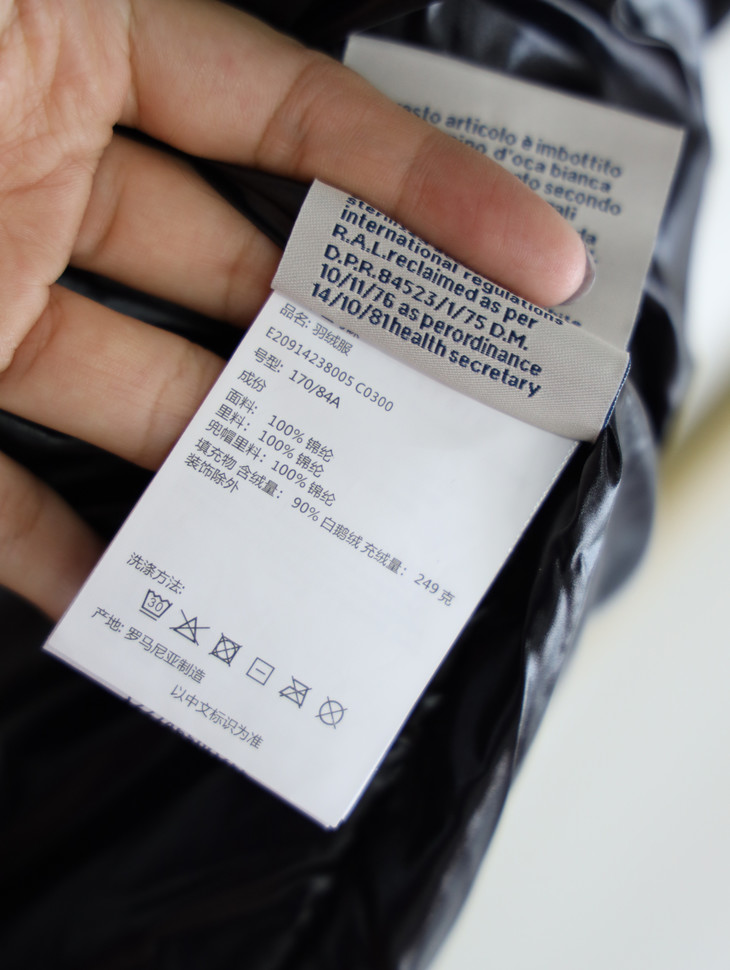 esto articolo è imbottito
d'oca bianca
secondo
international regulations
R.A.L.reclaimed as per
D.P.R.84523/1/75 D.M.
10/11/76 as perordinance
14/10/81health secretary
品名: 羽绒服
E20914238005 C0300
号型: 170/84A
成份
面料: 100% 锦纶
里料: 100% 锦纶
兜帽里料: 100% 锦纶
填充物 含绒量: 90% 白鹅绒 充绒量: 249 克
装饰除外
洗涤方法:
30
产地: 罗马尼亚制造
以中文标识为准